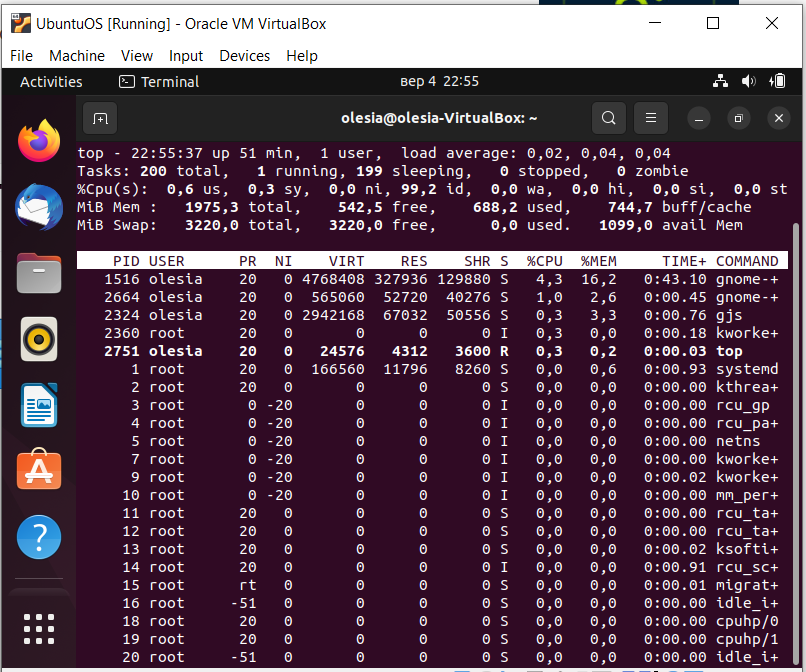 UbuntuOS [Running] - Oracle VM VirtualBox
File Machine View Input Devices Help
Activities Terminal вер 4 22:55
olesia@olesia-VirtualBox: ~
top - 22:55:37 up 51 min, 1 user, load average: 0,02, 0,04, 0,04
Tasks: 200 total, 1 running, 199 sleeping, 0 stopped, 0 zombie
%Cpu(s): 0,6 us, 0,3 sy, 0,0 ni, 99,2 id, 0,0 wa, 0,0 hi, 0,0 si, 0,0 st
MiB Mem : 1975,3 total, 542,5 free, 688,2 used, 744,7 buff/cache
MiB Swap: 3220,0 total, 3220,0 free, 0,0 used. 1099,0 avail Mem
PID USER PR NI VIRT RES SHR S %CPU %MEM TIME+ COMMAND
1516 olesia 20 0 4768408 327936 129880 S 4,3 16,2 0:43.10 gnome-+
2664 olesia 20 0 565060 52720 40276 S 1,0 2,6 0:00.45 gnome-+
2324 olesia 20 0 2942168 67032 50556 S 0,3 3,3 0:00.76 gjs
2360 root 20 0 0 0 0 I 0,3 0,0 0:00.18 kworke+
2751 olesia 20 0 24576 4312 3600 R 0,3 0,2 0:00.03 top
1 root 20 0 166560 11796 8260 S 0,0 0,6 0:00.93 systemd
2 root 20 0 0 0 0 S 0,0 0,0 0:00.00 kthrea+
3 root 0 -20 0 0 0 I 0,0 0,0 0:00.00 rcu_gp
4 root 0 -20 0 0 0 I 0,0 0,0 0:00.00 rcu_pa+
5 root 0 -20 0 0 0 I 0,0 0,0 0:00.00 netns
7 root 0 -20 0 0 0 I 0,0 0,0 0:00.00 kworke+
9 root 0 -20 0 0 0 I 0,0 0,0 0:00.02 kworke+
10 root 0 -20 0 0 0 I 0,0 0,0 0:00.00 mm_per+
11 root 20 0 0 0 0 S 0,0 0,0 0:00.00 rcu_ta+
12 root 20 0 0 0 0 S 0,0 0,0 0:00.00 rcu_ta+
13 root 20 0 0 0 0 S 0,0 0,0 0:00.02 ksofti+
14 root 20 0 0 0 0 I 0,0 0,0 0:00.91 rcu_sc+
15 root rt 0 0 0 0 S 0,0 0,0 0:00.01 migrat+
16 root -51 0 0 0 0 S 0,0 0,0 0:00.00 idle_i+
18 root 20 0 0 0 0 S 0,0 0,0 0:00.00 cpuhp/0
19 root 20 0 0 0 0 S 0,0 0,0 0:00.00 cpuhp/1
20 root -51 0 0 0 0 S 0,0 0,0 0:00.00 idle_i+